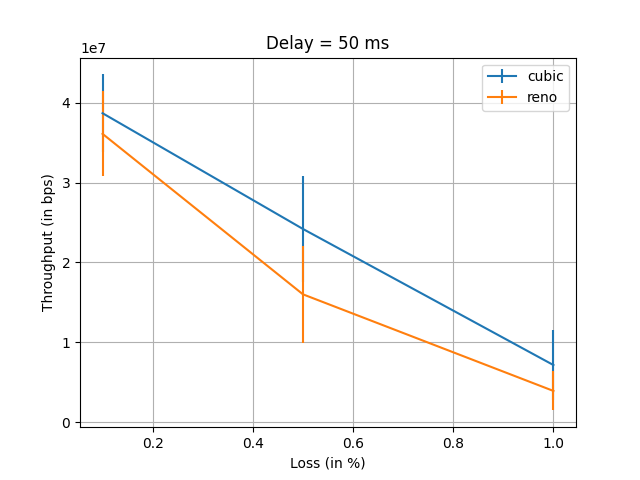 Delay = 50 ms
1e7
cubic
reno
4
3
2
1
0
Throughput (in bps)
0.2 0.4 0.6 0.8 1.0
Loss (in %)